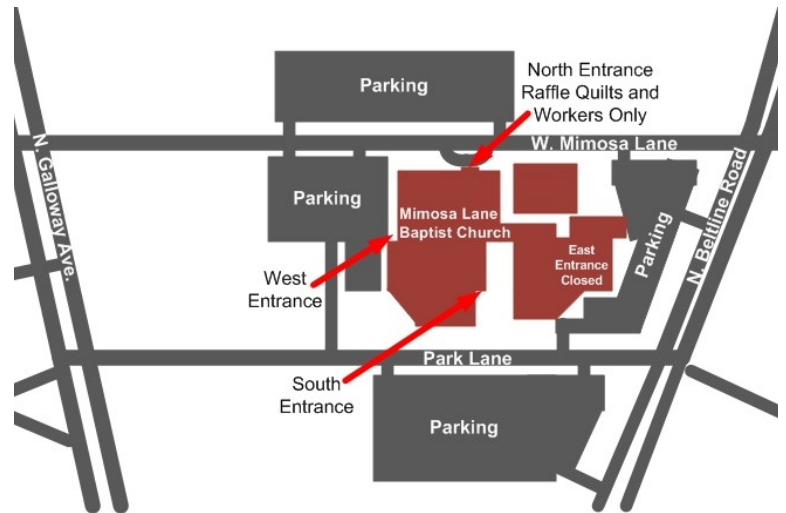 North Entrance
Raffle Quilts and
Workers Only
Parking
W. Mimosa Lane
N. Galloway Ave.
Parking
Mimosa Lane
Baptist Church
East
Entrance
Closed
Parking
N. Beltline Road
West
Entrance
Park Lane
South
Entrance
Parking